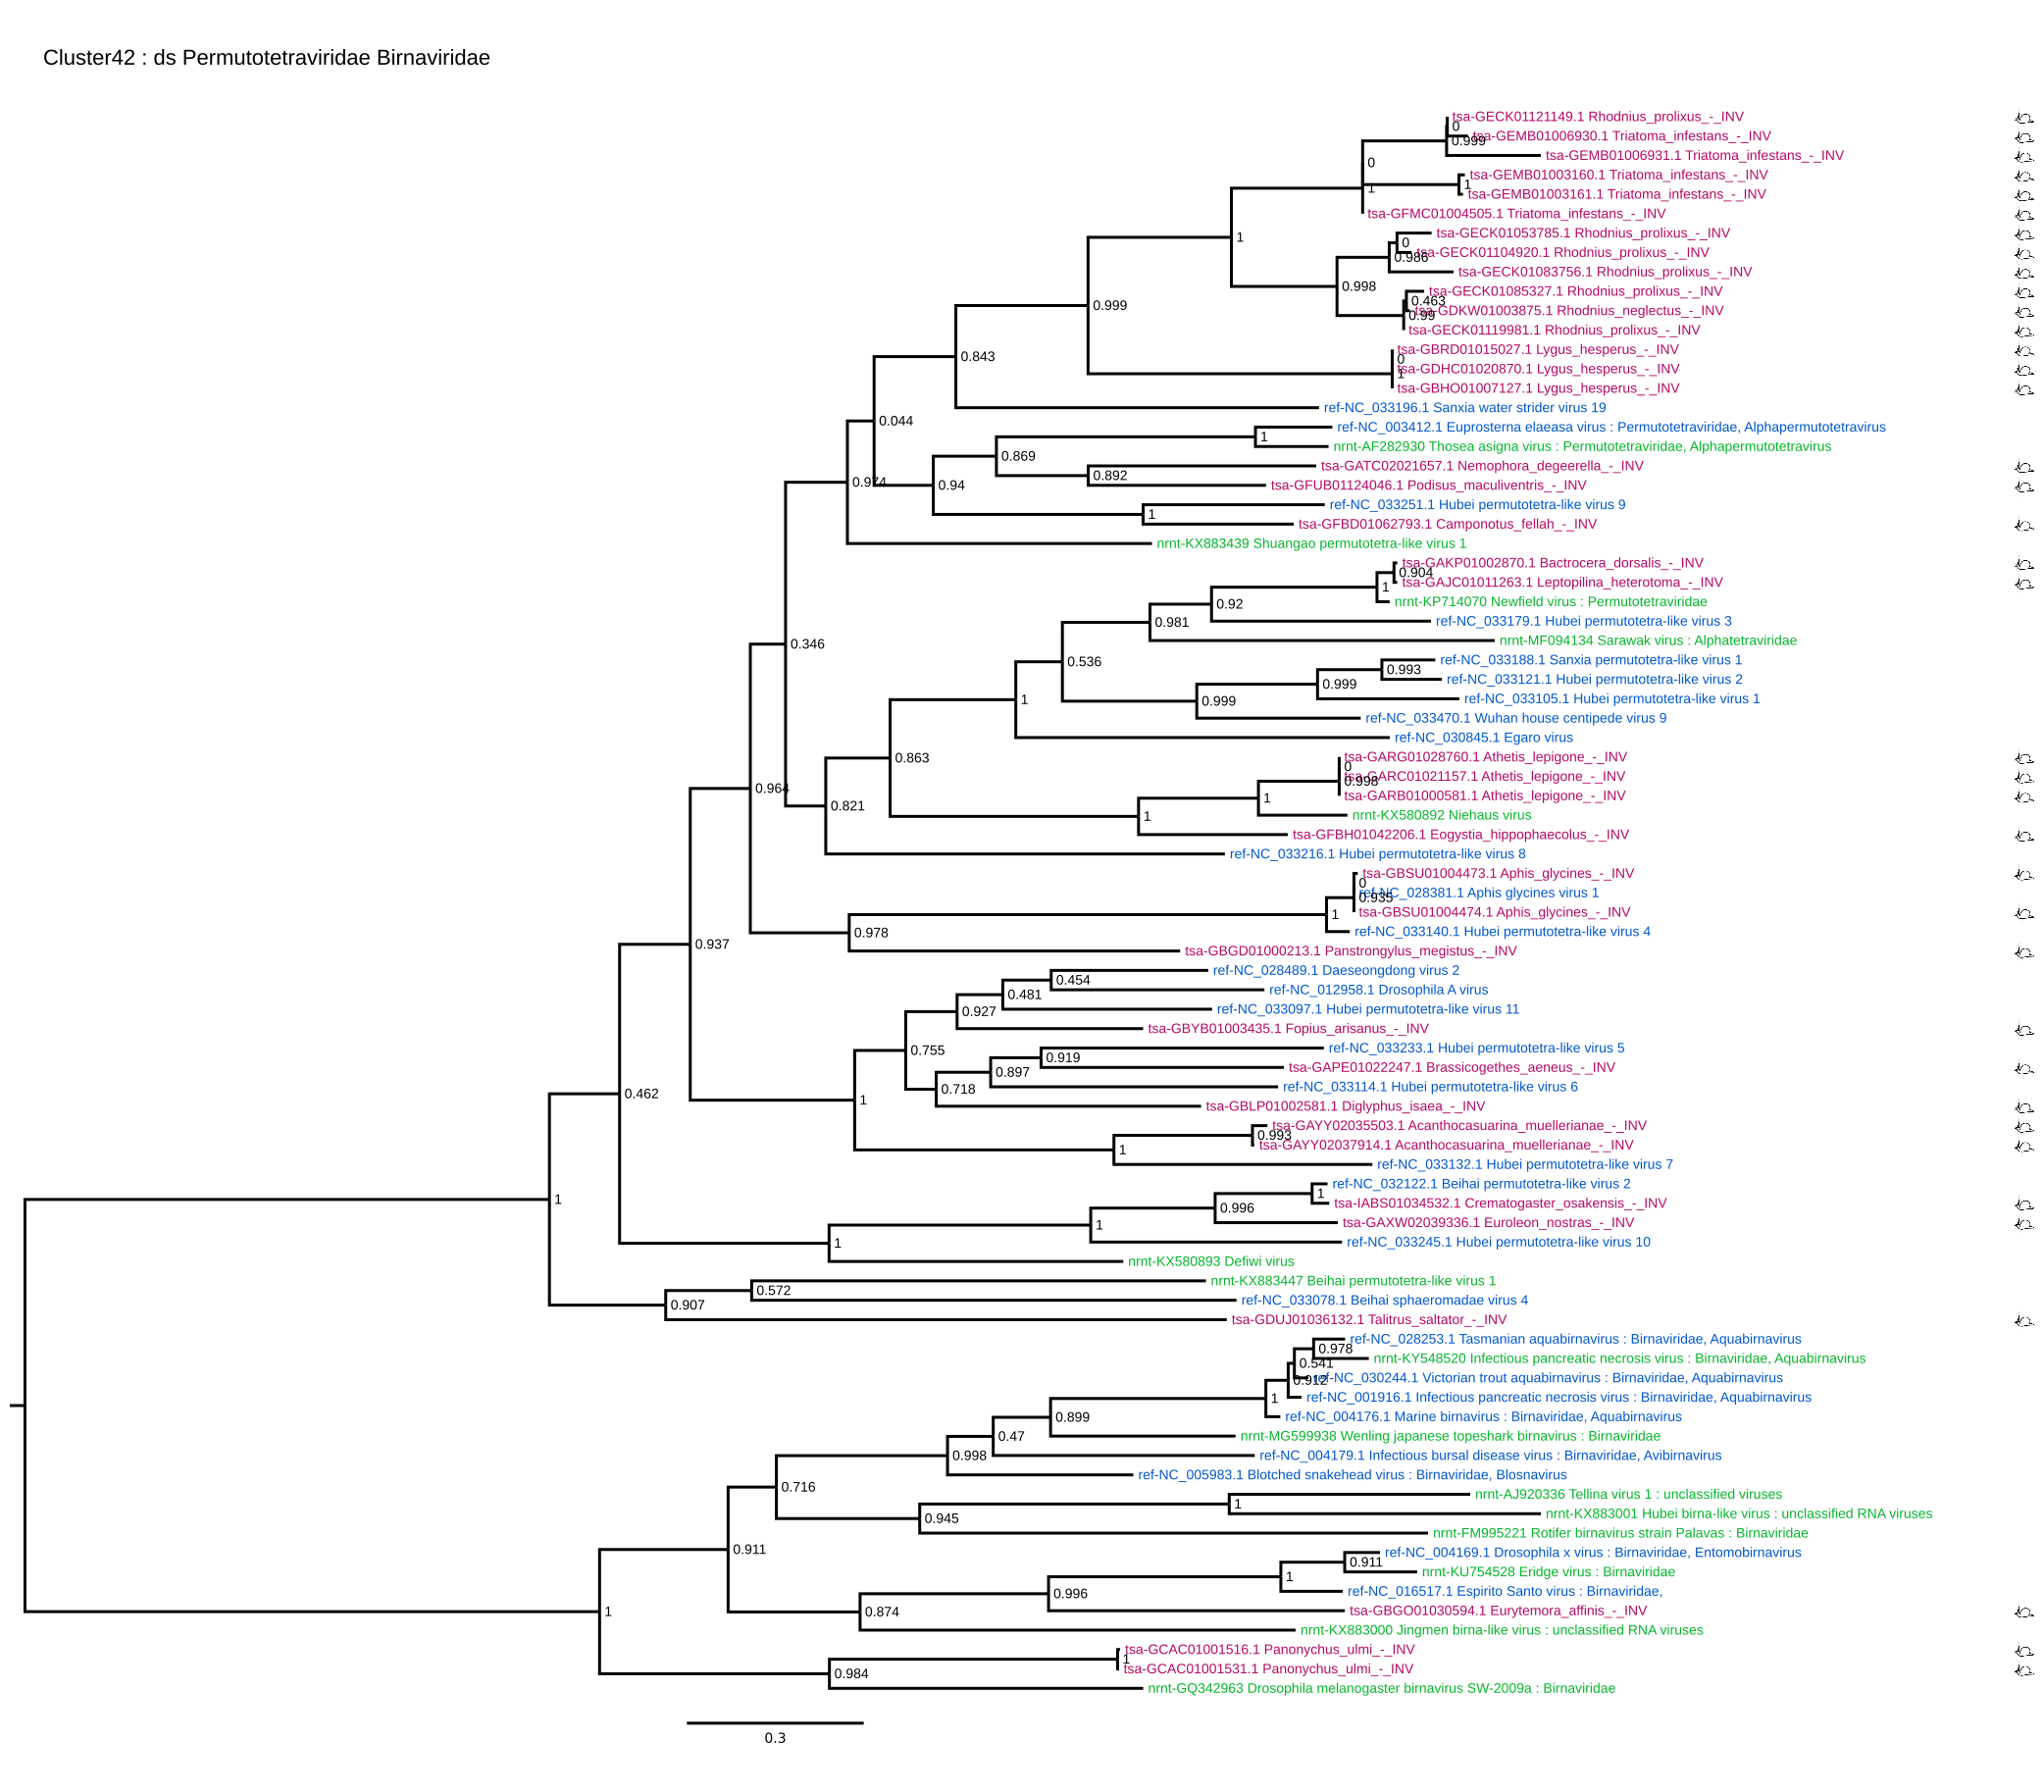 Cluster42 : ds Permutotetraviridae Birnaviridae
tsa-GECK01121149.1 Rhodnius_prolixus_-_INV
0
tsa-GEMB01006930.1 Triatoma_infestans_-_INV
0.999
tsa-GEMB01006931.1 Triatoma_infestans_-_INV
0
tsa-GEMB01003160.1 Triatoma_infestans_-_INV
1
1
tsa-GEMB01003161.1 Triatoma_infestans_-_INV
tsa-GFMC01004505.1 Triatoma_infestans_-_INV
1
tsa-GECK01053785.1 Rhodnius_prolixus_-_INV
0
tsa-GECK01104920.1 Rhodnius_prolixus_-_INV
0.986
tsa-GECK01083756.1 Rhodnius_prolixus_-_INV
0.998
tsa-GECK01085327.1 Rhodnius_prolixus_-_INV
0.463
0.999
tsa-GDKW01003875.1 Rhodnius_neglectus_-_INV
0.99
tsa-GECK01119981.1 Rhodnius_prolixus_-_INV
tsa-GBRD01015027.1 Lygus_hesperus_-_INV
0.843
0
tsa-GDHC01020870.1 Lygus_hesperus_-_INV
1
tsa-GBHO01007127.1 Lygus_hesperus_-_INV
ref-NC_033196.1 Sanxia water strider virus 19
0.044
ref-NC_003412.1 Euprosterna elaeasa virus : Permutotetraviridae, Alphapermutotetravirus
1
nrnt-AF282930 Thosea asigna virus : Permutotetraviridae, Alphapermutotetravirus
0.869
tsa-GATC02021657.1 Nemophora_degeerella_-_INV
0.892
0.974
0.94
tsa-GFUB01124046.1 Podisus_maculiventris_-_INV
ref-NC_033251.1 Hubei permutotetra-like virus 9
1
tsa-GFBD01062793.1 Camponotus_fellah_-_INV
nrnt-KX883439 Shuangao permutotetra-like virus 1
tsa-GAKP01002870.1 Bactrocera_dorsalis_-_INV
0.904
tsa-GAJC01011263.1 Leptopilina_heterotoma_-_INV
1
nrnt-KP714070 Newfield virus : Permutotetraviridae
0.92
ref-NC_033179.1 Hubei permutotetra-like virus 3
0.981
nrnt-MF094134 Sarawak virus : Alphatetraviridae
0.346
0.536
ref-NC_033188.1 Sanxia permutotetra-like virus 1
0.993
ref-NC_033121.1 Hubei permutotetra-like virus 2
0.999
ref-NC_033105.1 Hubei permutotetra-like virus 1
1
0.999
ref-NC_033470.1 Wuhan house centipede virus 9
ref-NC_030845.1 Egaro virus
0.863
tsa-GARG01028760.1 Athetis_lepigone_-_INV
0
tsa-GARC01021157.1 Athetis_lepigone_-_INV
0.998
0.964
tsa-GARB01000581.1 Athetis_lepigone_-_INV
1
0.821
nrnt-KX580892 Niehaus virus
1
tsa-GFBH01042206.1 Eogystia_hippophaecolus_-_INV
ref-NC_033216.1 Hubei permutotetra-like virus 8
tsa-GBSU01004473.1 Aphis_glycines_-_INV
0
ref-NC_028381.1 Aphis glycines virus 1
0.935
tsa-GBSU01004474.1 Aphis_glycines_-_INV
1
ref-NC_033140.1 Hubei permutotetra-like virus 4
0.978
0.937
tsa-GBGD01000213.1 Panstrongylus_megistus_-_INV
ref-NC_028489.1 Daeseongdong virus 2
0.454
ref-NC_012958.1 Drosophila A virus
0.481
ref-NC_033097.1 Hubei permutotetra-like virus 11
0.927
tsa-GBYB01003435.1 Fopius_arisanus_-_INV
0.755
ref-NC_033233.1 Hubei permutotetra-like virus 5
0.919
tsa-GAPE01022247.1 Brassicogethes_aeneus_-_INV
0.897
ref-NC_033114.1 Hubei permutotetra-like virus 6
0.718
0.462
1
tsa-GBLP01002581.1 Diglyphus_isaea_-_INV
tsa-GAYY02035503.1 Acanthocasuarina_muellerianae_-_INV
0.993
tsa-GAYY02037914.1 Acanthocasuarina_muellerianae_-_INV
1
ref-NC_033132.1 Hubei permutotetra-like virus 7
ref-NC_032122.1 Beihai permutotetra-like virus 2
1
1
tsa-IABS01034532.1 Crematogaster_osakensis_-_INV
0.996
tsa-GAXW02039336.1 Euroleon_nostras_-_INV
1
ref-NC_033245.1 Hubei permutotetra-like virus 10
1
nrnt-KX580893 Defiwi virus
nrnt-KX883447 Beihai permutotetra-like virus 1
0.572
ref-NC_033078.1 Beihai sphaeromadae virus 4
0.907
tsa-GDUJ01036132.1 Talitrus_saltator_-_INV
ref-NC_028253.1 Tasmanian aquabirnavirus : Birnaviridae, Aquabirnavirus
0.978
nrnt-KY548520 Infectious pancreatic necrosis virus : Birnaviridae, Aquabirnavirus
0.541
ref-NC_030244.1 Victorian trout aquabirnavirus : Birnaviridae, Aquabirnavirus
0.912
ref-NC_001916.1 Infectious pancreatic necrosis virus : Birnaviridae, Aquabirnavirus
1
ref-NC_004176.1 Marine birnavirus : Birnaviridae, Aquabirnavirus
0.899
nrnt-MG599938 Wenling japanese topeshark birnavirus : Birnaviridae
0.47
ref-NC_004179.1 Infectious bursal disease virus : Birnaviridae, Avibirnavirus
0.998
ref-NC_005983.1 Blotched snakehead virus : Birnaviridae, Blosnavirus
0.716
nrnt-AJ920336 Tellina virus 1 : unclassified viruses
1
nrnt-KX883001 Hubei birna-like virus : unclassified RNA viruses
0.945
nrnt-FM995221 Rotifer birnavirus strain Palavas : Birnaviridae
0.911
ref-NC_004169.1 Drosophila x virus : Birnaviridae, Entomobirnavirus
0.911
nrnt-KU754528 Eridge virus : Birnaviridae
1
ref-NC_016517.1 Espirito Santo virus : Birnaviridae,
0.996
tsa-GBGO01030594.1 Eurytemora_affinis_-_INV
1
0.874
nrnt-KX883000 Jingmen birna-like virus : unclassified RNA viruses
tsa-GCAC01001516.1 Panonychus_ulmi_-_INV
1
tsa-GCAC01001531.1 Panonychus_ulmi_-_INV
0.984
nrnt-GQ342963 Drosophila melanogaster birnavirus SW-2009a : Birnaviridae
0.3